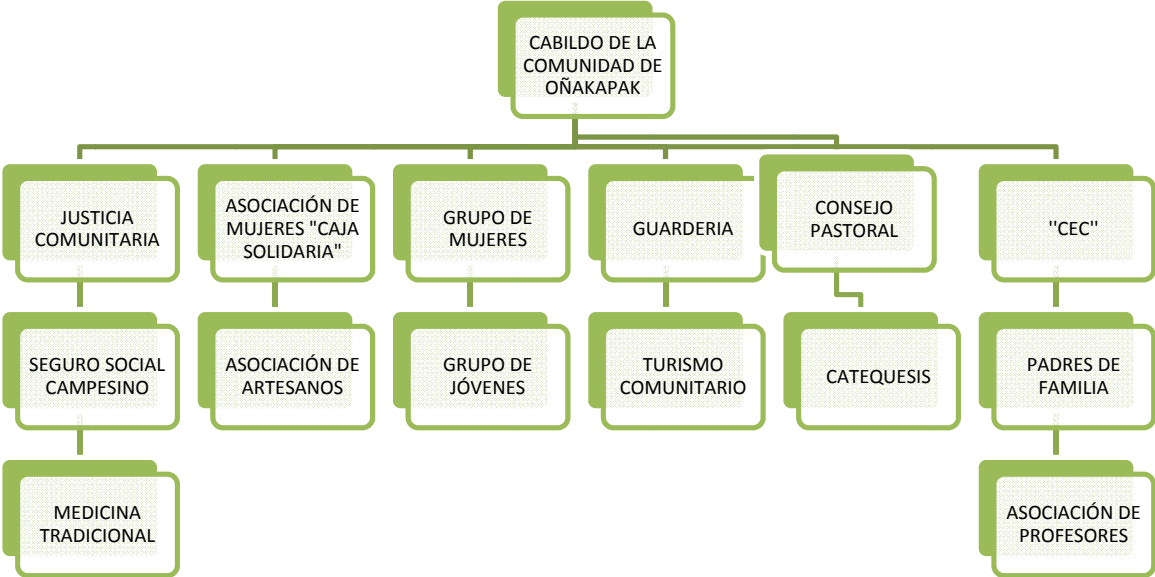 CABILDO DE LA
COMUNIDAD DE
OÑAKAPAK
JUSTICIA
COMUNITARIA
ASOCIACIÓN DE
MUJERES "CAJA
SOLIDARIA"
GRUPO DE
MUJERES
GUARDERIA
CONSEJO
PASTORAL
"CEC"
SEGURO SOCIAL
CAMPESINO
ASOCIACIÓN DE
ARTESANOS
GRUPO DE
JÓVENES
TURISMO
COMUNITARIO
CATEQUESIS
PADRES DE
FAMILIA
MEDICINA
TRADICIONAL
ASOCIACIÓN DE
PROFESORES